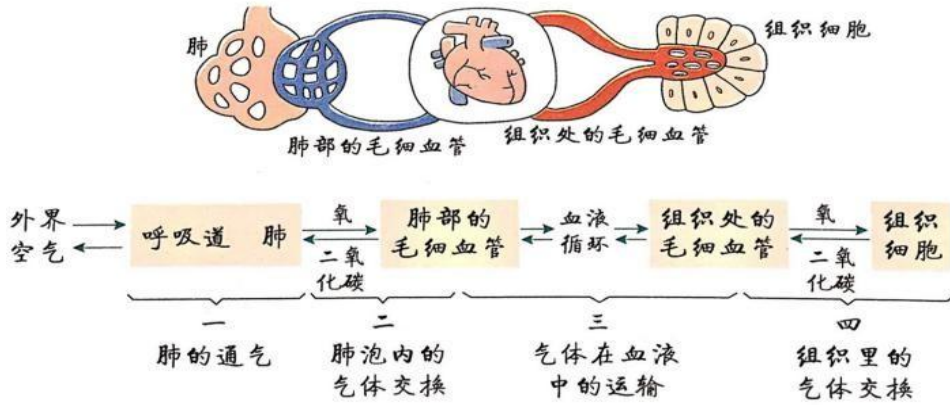 肺
组织细胞
肺部的毛细血管
组织处的毛细血管
外界
空气
呼吸道 肺
氧
二氧
化碳
肺部的
毛细血管
血液
循环
组织处的
毛细血管
氧
二氧
化碳
组织
细胞
一
肺的通气
二
肺泡内的
气体交换
三
气体在血液
中的运输
四
组织里的
气体交换